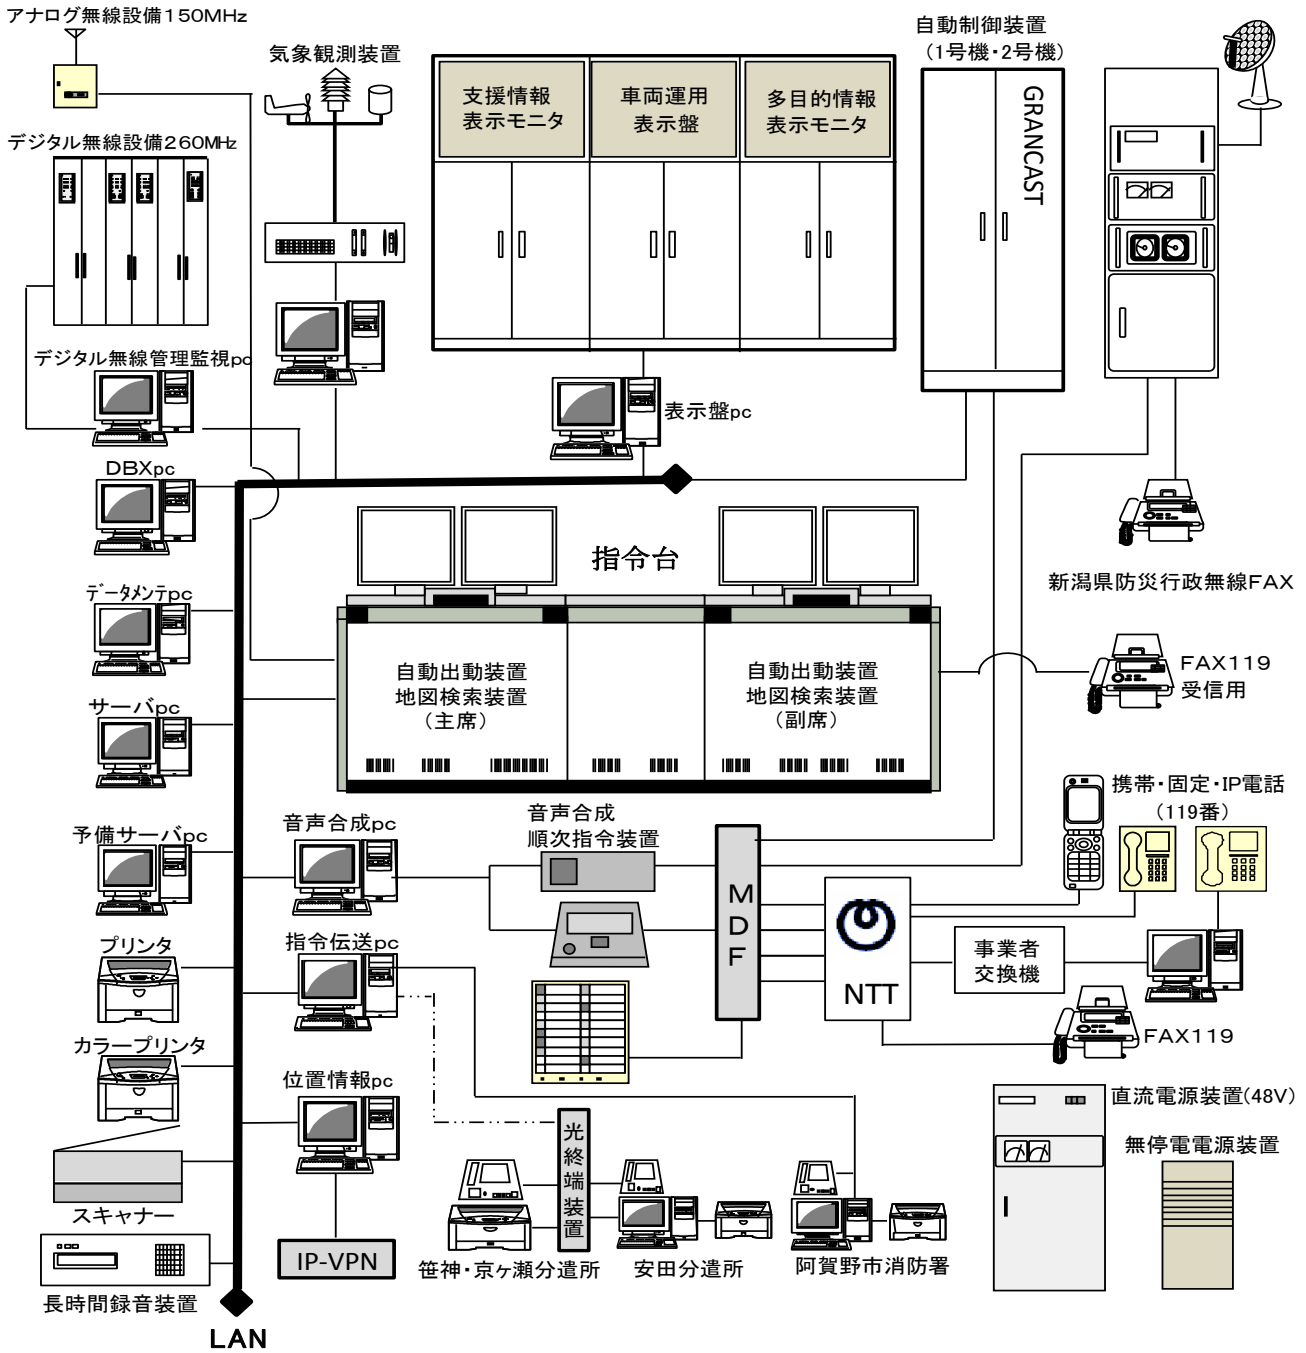 アナログ無線設備150MHz
気象観測装置
自動制御装置
(1号機・2号機)
支援情報
表示モニタ
車両運用
表示盤
多目的情報
表示モニタ
GRANCAST
デジタル無線設備260MHz
デジタル無線管理監視pc
表示盤pc
DBXpc
指令台
新潟県防災行政無線FAX
データメンテpc
自動出動装置
地図検索装置
(主席)
自動出動装置
地図検索装置
(副席)
FAX119
受信用
サーバpc
携帯・固定・IP電話
(119番)
音声合成
順次指令装置
予備サーバpc
音声合成pc
MDF
プリンタ
指令伝送pc
NTT
事業者
交換機
FAX119
カラープリンタ
位置情報pc
直流電源装置(48V)
無停電電源装置
光終端装置
スキャナー
IP-VPN
笹神・京ヶ瀬分遣所
安田分遣所
阿賀野市消防署
長時間録音装置
LAN